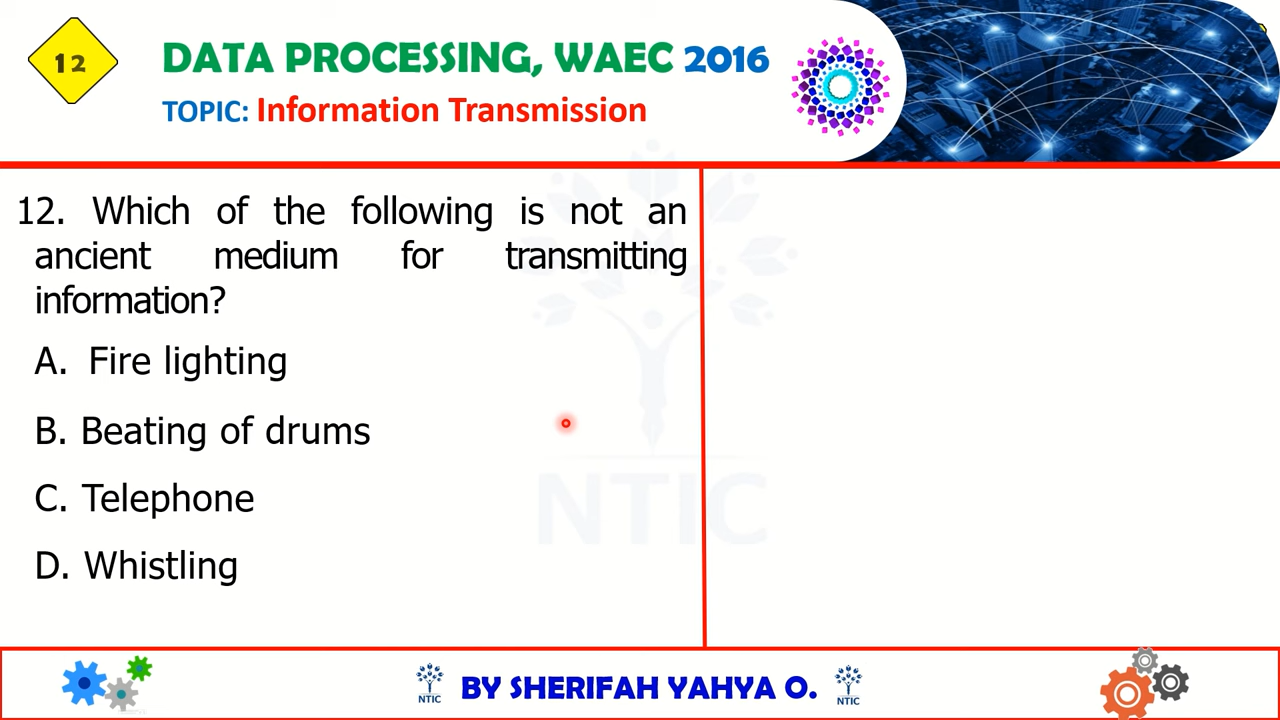 12
DATA PROCESSING, WAEC 2016
TOPIC: Information Transmission
12. Which of the following is not an
ancient medium for transmitting
information?
A. Fire lighting
B. Beating of drums
C. Telephone
D. Whistling
NTIC
NTIC
BY SHERIFAH YAHYA O.
NTIC